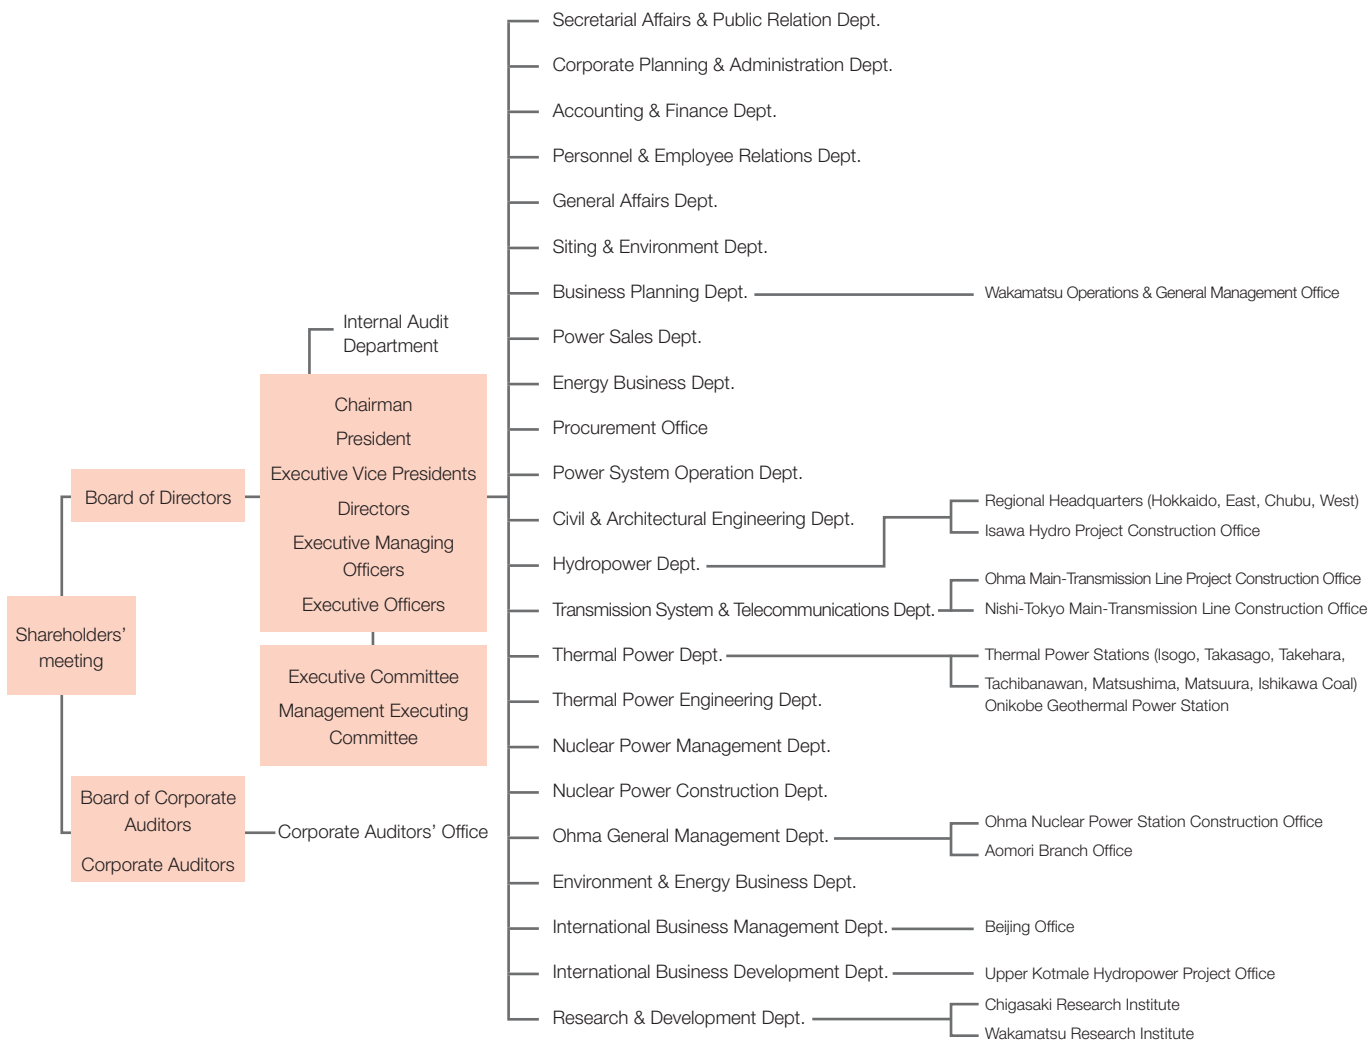 Shareholders'
meeting
Board of Directors
Board of Corporate
Auditors
Corporate Auditors
Corporate Auditors' Office
Internal Audit
Department
Chairman
President
Executive Vice Presidents
Directors
Executive Managing
Officers
Executive Officers
Executive Committee
Management Executing
Committee
Secretarial Affairs & Public Relation Dept.
Corporate Planning & Administration Dept.
Accounting & Finance Dept.
Personnel & Employee Relations Dept.
General Affairs Dept.
Siting & Environment Dept.
Business Planning Dept.
Wakamatsu Operations & General Management Office
Power Sales Dept.
Energy Business Dept.
Procurement Office
Power System Operation Dept.
Civil & Architectural Engineering Dept.
Hydropower Dept.
Regional Headquarters (Hokkaido, East, Chubu, West)
Isawa Hydro Project Construction Office
Transmission System & Telecommunications Dept.
Ohma Main-Transmission Line Project Construction Office
Nishi-Tokyo Main-Transmission Line Construction Office
Thermal Power Dept.
Thermal Power Stations (Isogo, Takasago, Takehara,
Tachibanawan, Matsushima, Matsuura, Ishikawa Coal)
Onikobe Geothermal Power Station
Thermal Power Engineering Dept.
Nuclear Power Management Dept.
Nuclear Power Construction Dept.
Ohma General Management Dept.
Ohma Nuclear Power Station Construction Office
Aomori Branch Office
Environment & Energy Business Dept.
International Business Management Dept.
Beijing Office
International Business Development Dept.
Upper Kotmale Hydropower Project Office
Research & Development Dept.
Chigasaki Research Institute
Wakamatsu Research Institute